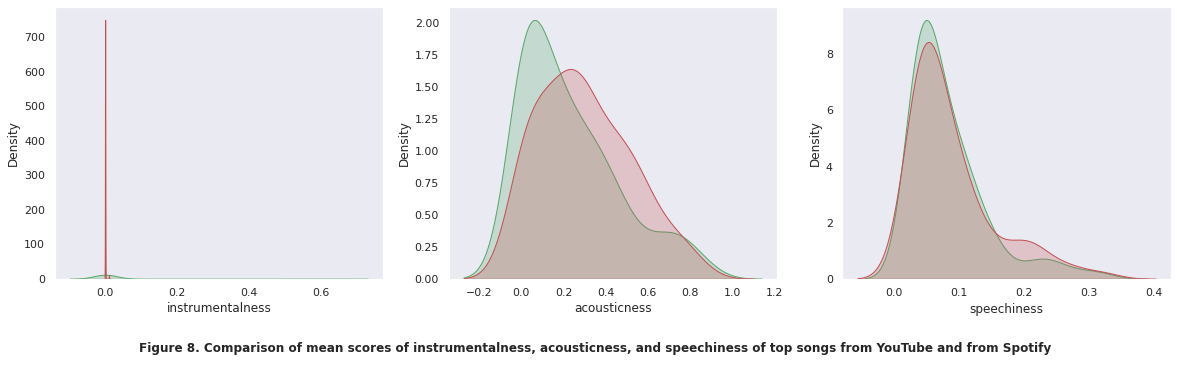 700
600
500
400
300
200
100
0
Density
0.0 0.2 0.4 0.6
instrumentalness
2.00
1.75
1.50
1.25
1.00
0.75
0.50
0.25
0.00
Density
−0.2 0.0 0.2 0.4 0.6 0.8 1.0 1.2
acousticness
8
6
4
2
0
Density
0.0 0.1 0.2 0.3 0.4
speechiness
Figure 8. Comparison of mean scores of instrumentalness, acousticness, and speechiness of top songs from YouTube and from Spotify